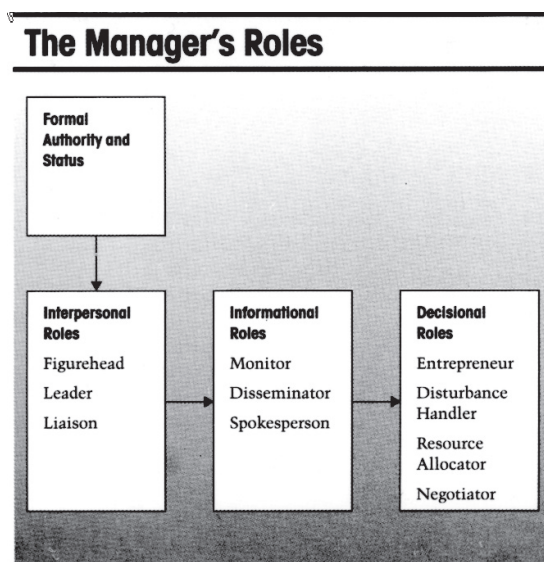 The Manager's Roles
Formal
Authority and
Status
Interpersonal
Roles
Figurehead
Leader
Liaison
Informational
Roles
Monitor
Disseminator
Spokesperson
Decisional
Roles
Entrepreneur
Disturbance
Handler
Resource
Allocator
Negotiator